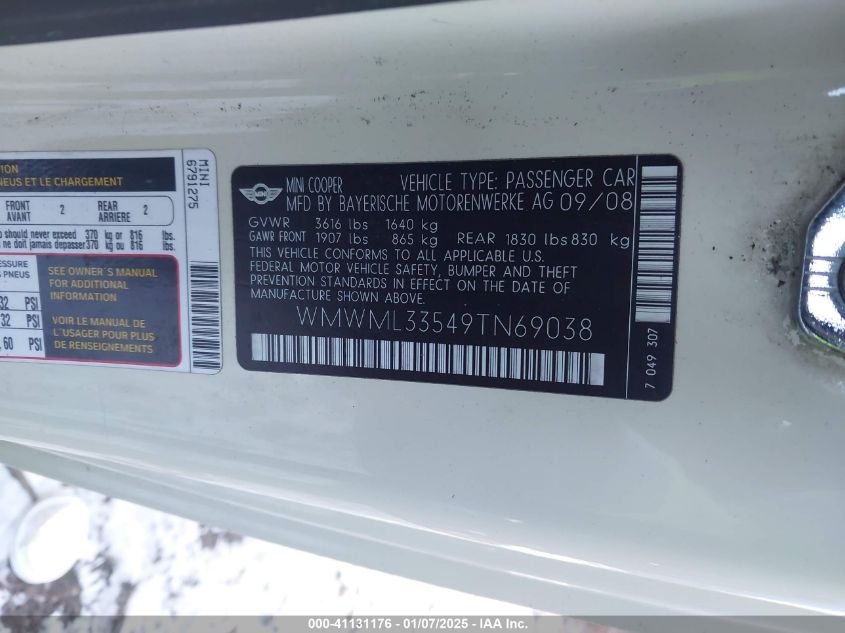 ION
NEUS ET LE CHARGEMENT
FRONT AVANT 2 REAR ARRIERE 2
o should never exceed 370 kg or 816 lbs.
s ne doit jamais depasser 370 kg ou 816 lbs.
ESSURE
S PNEUS
32 PSI
32 PSI
60 PSI
SEE OWNER´S MANUAL
FOR ADDITIONAL
INFORMATION
VOIR LE MANUEL DE
L´USAGER POUR PLUS
DE RENSEIGNEMENTS
MINI
6791275
MINI
MINI COOPER VEHICLE TYPE: PASSENGER CAR
MFD BY BAYERISCHE MOTORENWERKE AG 09/08
GVWR 3616 lbs 1640 kg
GAWR FRONT 1907 lbs 865 kg REAR 1830 lbs 830 kg
THIS VEHICLE CONFORMS TO ALL APPLICABLE U.S.
FEDERAL MOTOR VEHICLE SAFETY, BUMPER AND THEFT
PREVENTION STANDARDS IN EFFECT ON THE DATE OF
MANUFACTURE SHOWN ABOVE.
WMWML33549TN69038
7 049 307
000-41131176 - 01/07/2025 - IAA Inc.